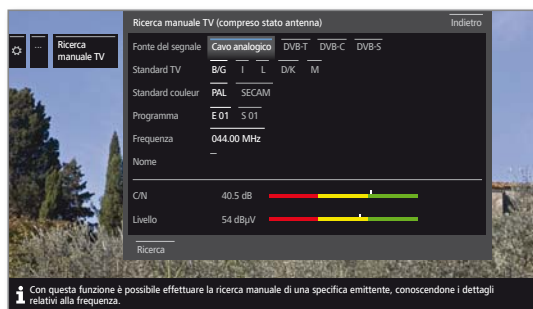 Ricerca manuale TV (compreso stato antenna) Indietro
...
Ricerca
manuale TV
Fonte del segnale Cavo analogico DVB-T DVB-C DVB-S
Standard TV B/G I L D/K M
Standard couleur PAL SECAM
Programma E 01 S 01
Frequenza 044.00 MHz
Nome –
C/N 40.5 dB
Livello 54 dBµV
Ricerca
i Con questa funzione è possibile effettuare la ricerca manuale di una specifica emittente, conoscendone i dettagli
relativi alla frequenza.